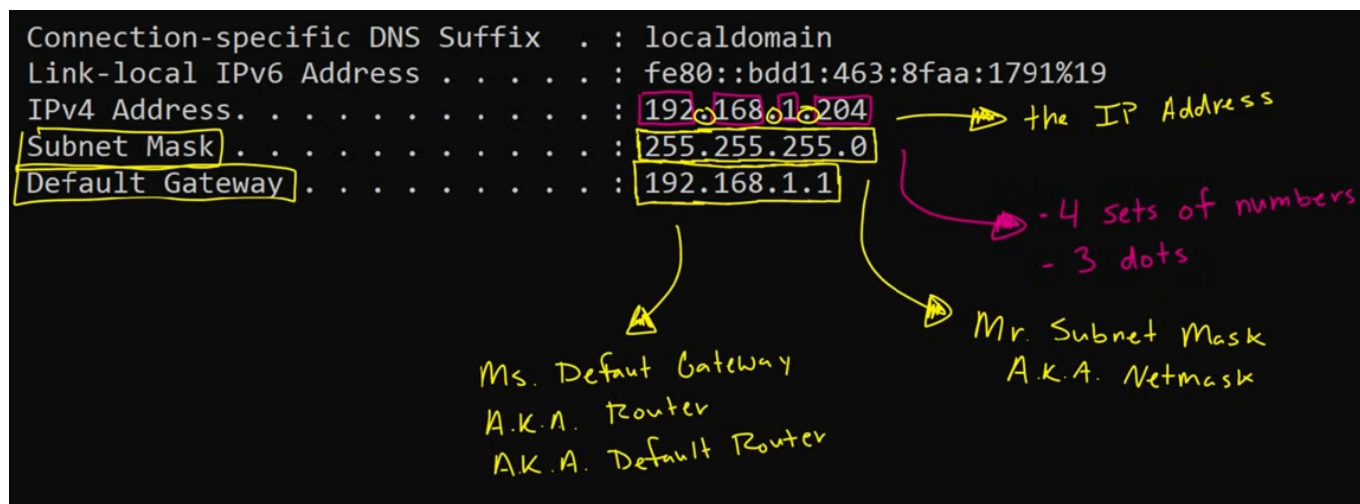 Connection-specific DNS Suffix . : localdomain
Link-local IPv6 Address . . . . . : fe80::bdd1:463:8faa:1791%19
IPv4 Address. . . . . . . . . . . : 192.168.1.204
the IP Address
Subnet Mask . . . . . . . . . . . : 255.255.255.0
Default Gateway . . . . . . . . . : 192.168.1.1
- 4 sets of numbers
- 3 dots
Mr. Subnet Mask
A.K.A. Netmask
Ms. Defaut Gateway
A.K.A. Router
A.K.A. Default Router